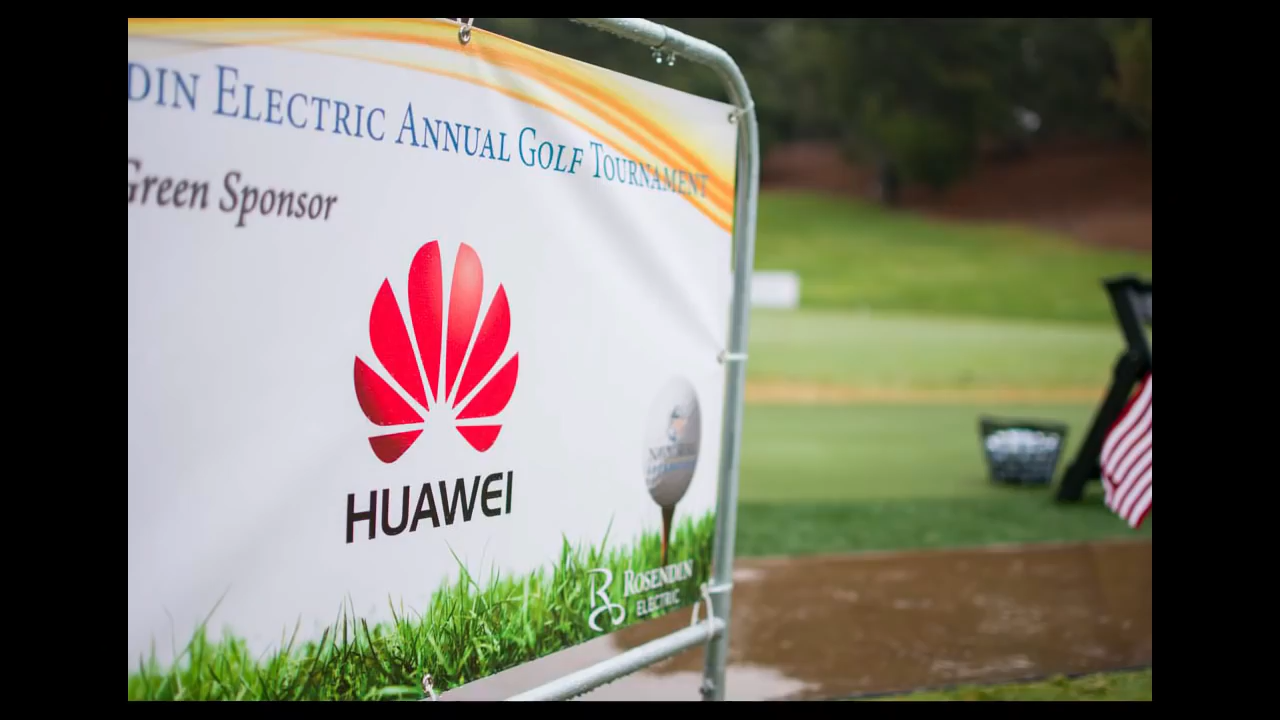 DIN ELECTRIC ANNUAL GOLF TOURNAMENT
Green Sponsor
HUAWEI
ROSENDIN
ELECTRIC